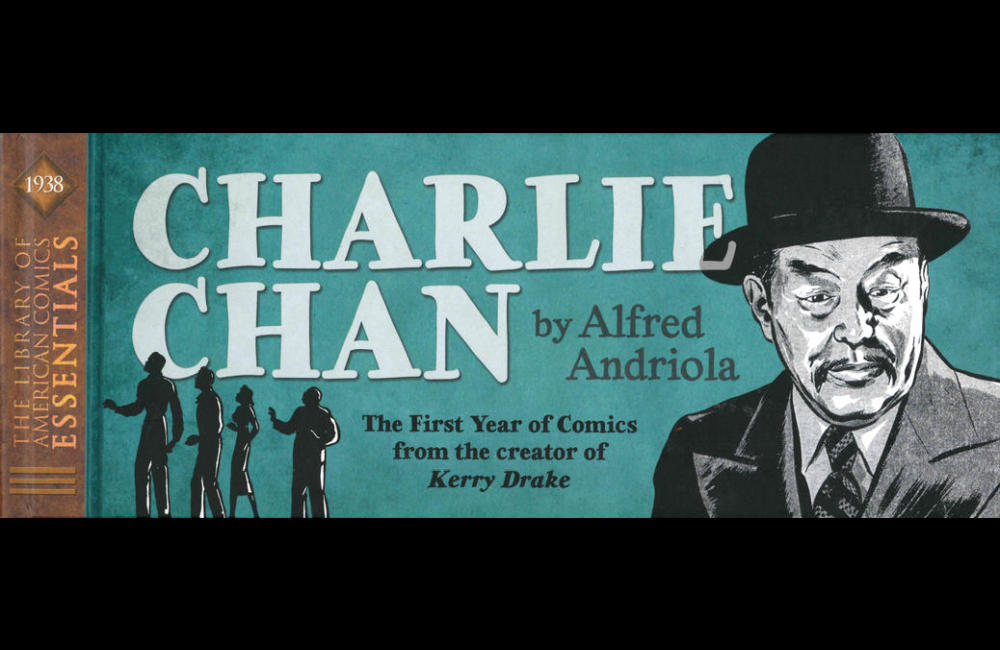 1938
THE LIBRARY OF
AMERICAN COMICS
ESSENTIALS
CHARLIE
CHAN
by Alfred
Andriola
The First Year of Comics
from the creator of
Kerry Drake